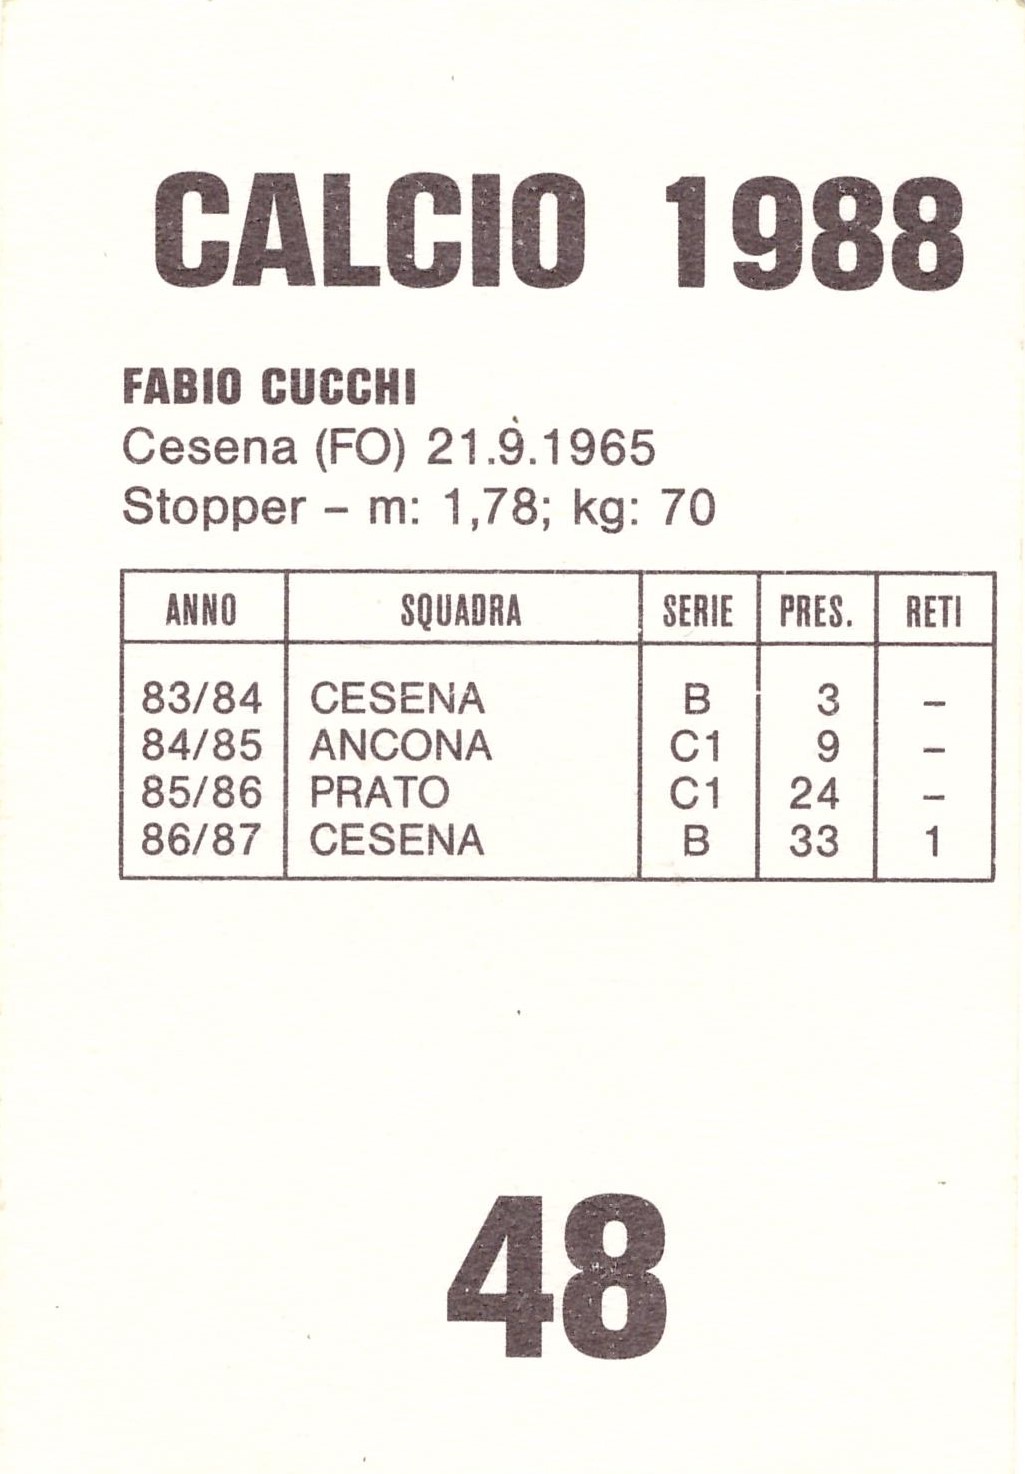 CALCIO 1988
FABIO CUCCHI
Cesena (FO) 21.9.1965
Stopper – m: 1,78; kg: 70
ANNO SQUADRA SERIE PRES. RETI
83/84 CESENA B 3 –
84/85 ANCONA C1 9 –
85/86 PRATO C1 24 –
86/87 CESENA B 33 1
48